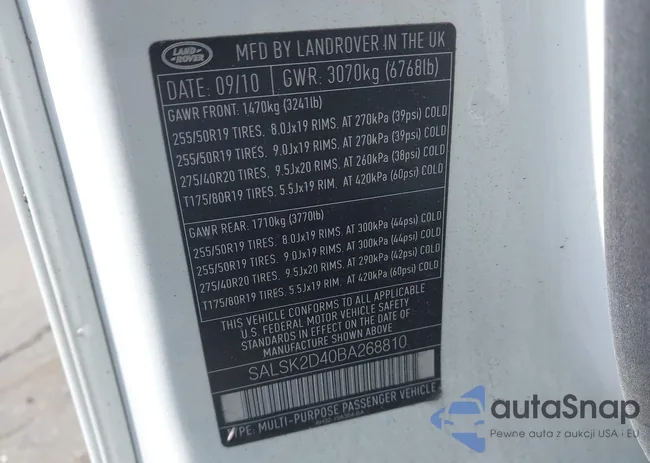 LAND ROVER
MFD BY LANDROVER IN THE UK
DATE: 09/10 GWR: 3070kg (6768lb)
GAWR FRONT: 1470kg (3241lb)
255/50R19 TIRES. 8.0Jx19 RIMS. AT 270kPa (39psi) COLD
255/50R19 TIRES. 9.0Jx19 RIMS. AT 270kPa (39psi) COLD
275/40R20 TIRES. 9.5Jx20 RIMS. AT 260kPa (38psi) COLD
T175/80R19 TIRES. 5.5Jx19 RIM. AT 420kPa (60psi) COLD
GAWR REAR: 1710kg (3770lb)
255/50R19 TIRES. 8.0Jx19 RIMS. AT 300kPa (44psi) COLD
255/50R19 TIRES. 9.0Jx19 RIMS. AT 300kPa (44psi) COLD
275/40R20 TIRES. 9.5Jx20 RIMS. AT 290kPa (42psi) COLD
T175/80R19 TIRES. 5.5Jx19 RIM. AT 420kPa (60psi) COLD
THIS VEHICLE CONFORMS TO ALL APPLICABLE
U.S. FEDERAL MOTOR VEHICLE SAFETY
STANDARDS IN EFFECT ON THE DATE OF
MANUFACTURE SHOWN ABOVE
SALSK2D40BA268810
TYPE: MULTI-PURPOSE PASSENGER VEHICLE
autoSnap
Pewne auta z aukcji USA i EU